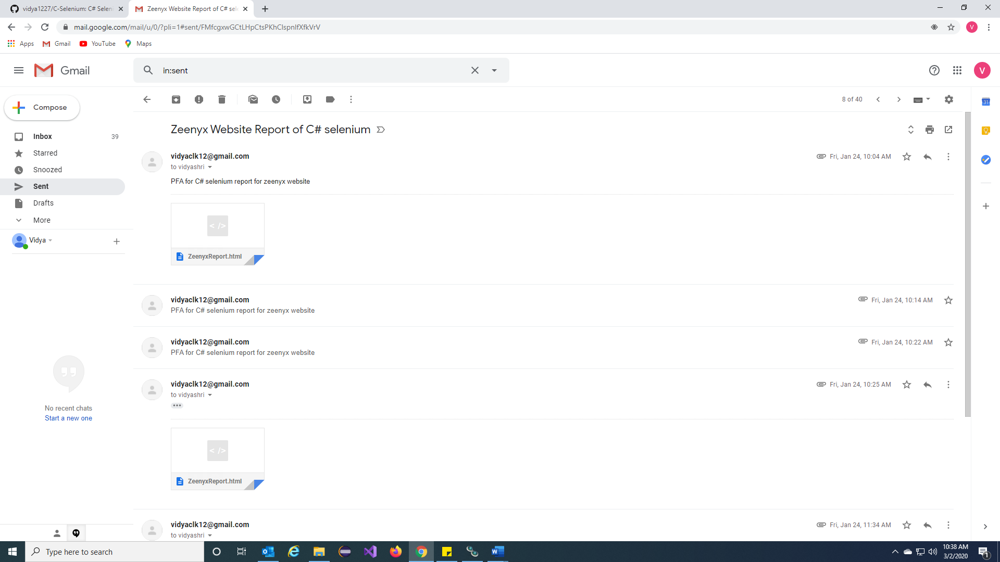 vidya1227/C-Selenium: C# Seleni
Zeenyx Website Report of C# sele
mail.google.com/mail/u/0/?pli=1#sent/FMfcgxwGCtLHpCtsPKhClspnlfXfkVrV
V
Apps
Gmail
YouTube
Maps
Gmail
in:sent
V
Compose
8 of 40
31
Inbox
39
Starred
Snoozed
Sent
Drafts
More
Vidya
No recent chats
Start a new one
Zeenyx Website Report of C# selenium
vidyaclk12@gmail.com
Fri, Jan 24, 10:04 AM
to vidyashri
PFA for C# selenium report for zeenyx website
< />
ZeenyxReport.html
vidyaclk12@gmail.com
Fri, Jan 24, 10:14 AM
PFA for C# selenium report for zeenyx website
vidyaclk12@gmail.com
Fri, Jan 24, 10:22 AM
PFA for C# selenium report for zeenyx website
vidyaclk12@gmail.com
Fri, Jan 24, 10:25 AM
to vidyashri
< />
ZeenyxReport.html
vidyaclk12@gmail.com
Fri, Jan 24, 11:34 AM
to vidyashri
Type here to search
10:38 AM
3/2/2020
1